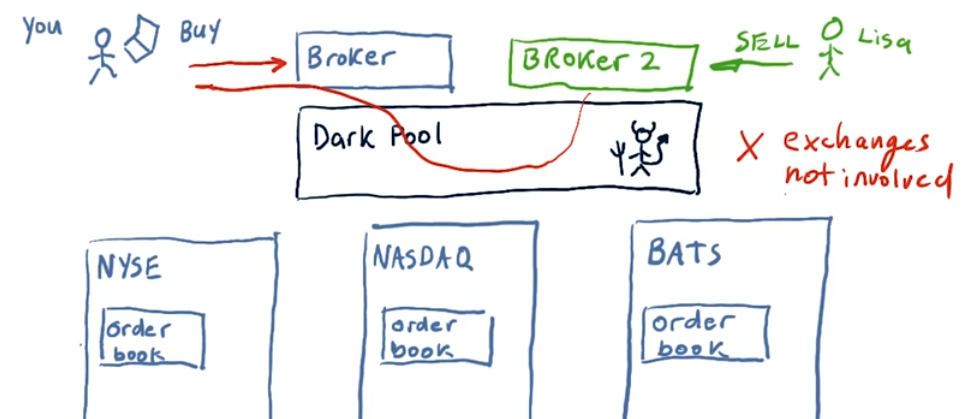 You
Buy
Broker
BROKER 2
SELL
Lisa
Dark Pool
X exchanges
not involved
NYSE
order
book
NASDAQ
order
book
BATS
order
book